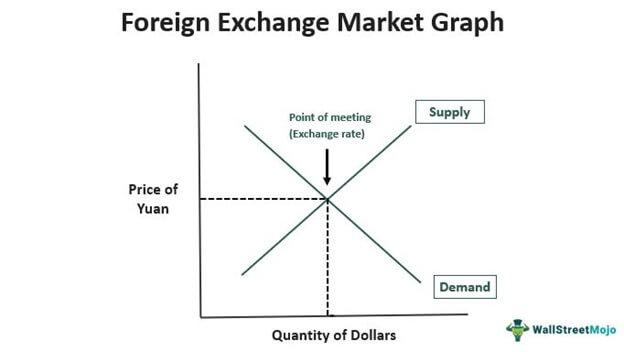 Foreign Exchange Market Graph
Point of meeting
(Exchange rate)
Supply
Price of
Yuan
Demand
Quantity of Dollars
WallStreetMojo